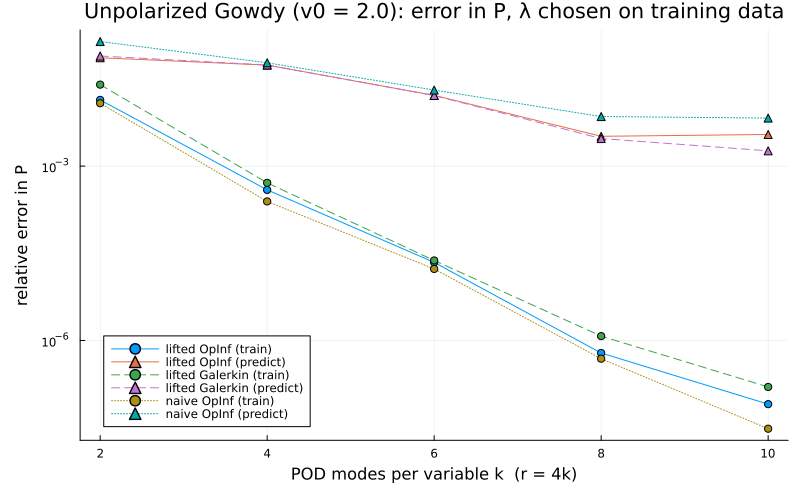 Unpolarized Gowdy (v0 = 2.0): error in P, λ chosen on training data
relative error in P
10⁻³
10⁻⁶
lifted OpInf (train)
lifted OpInf (predict)
lifted Galerkin (train)
lifted Galerkin (predict)
naive OpInf (train)
naive OpInf (predict)
2 4 6 8 10
POD modes per variable k (r = 4k)